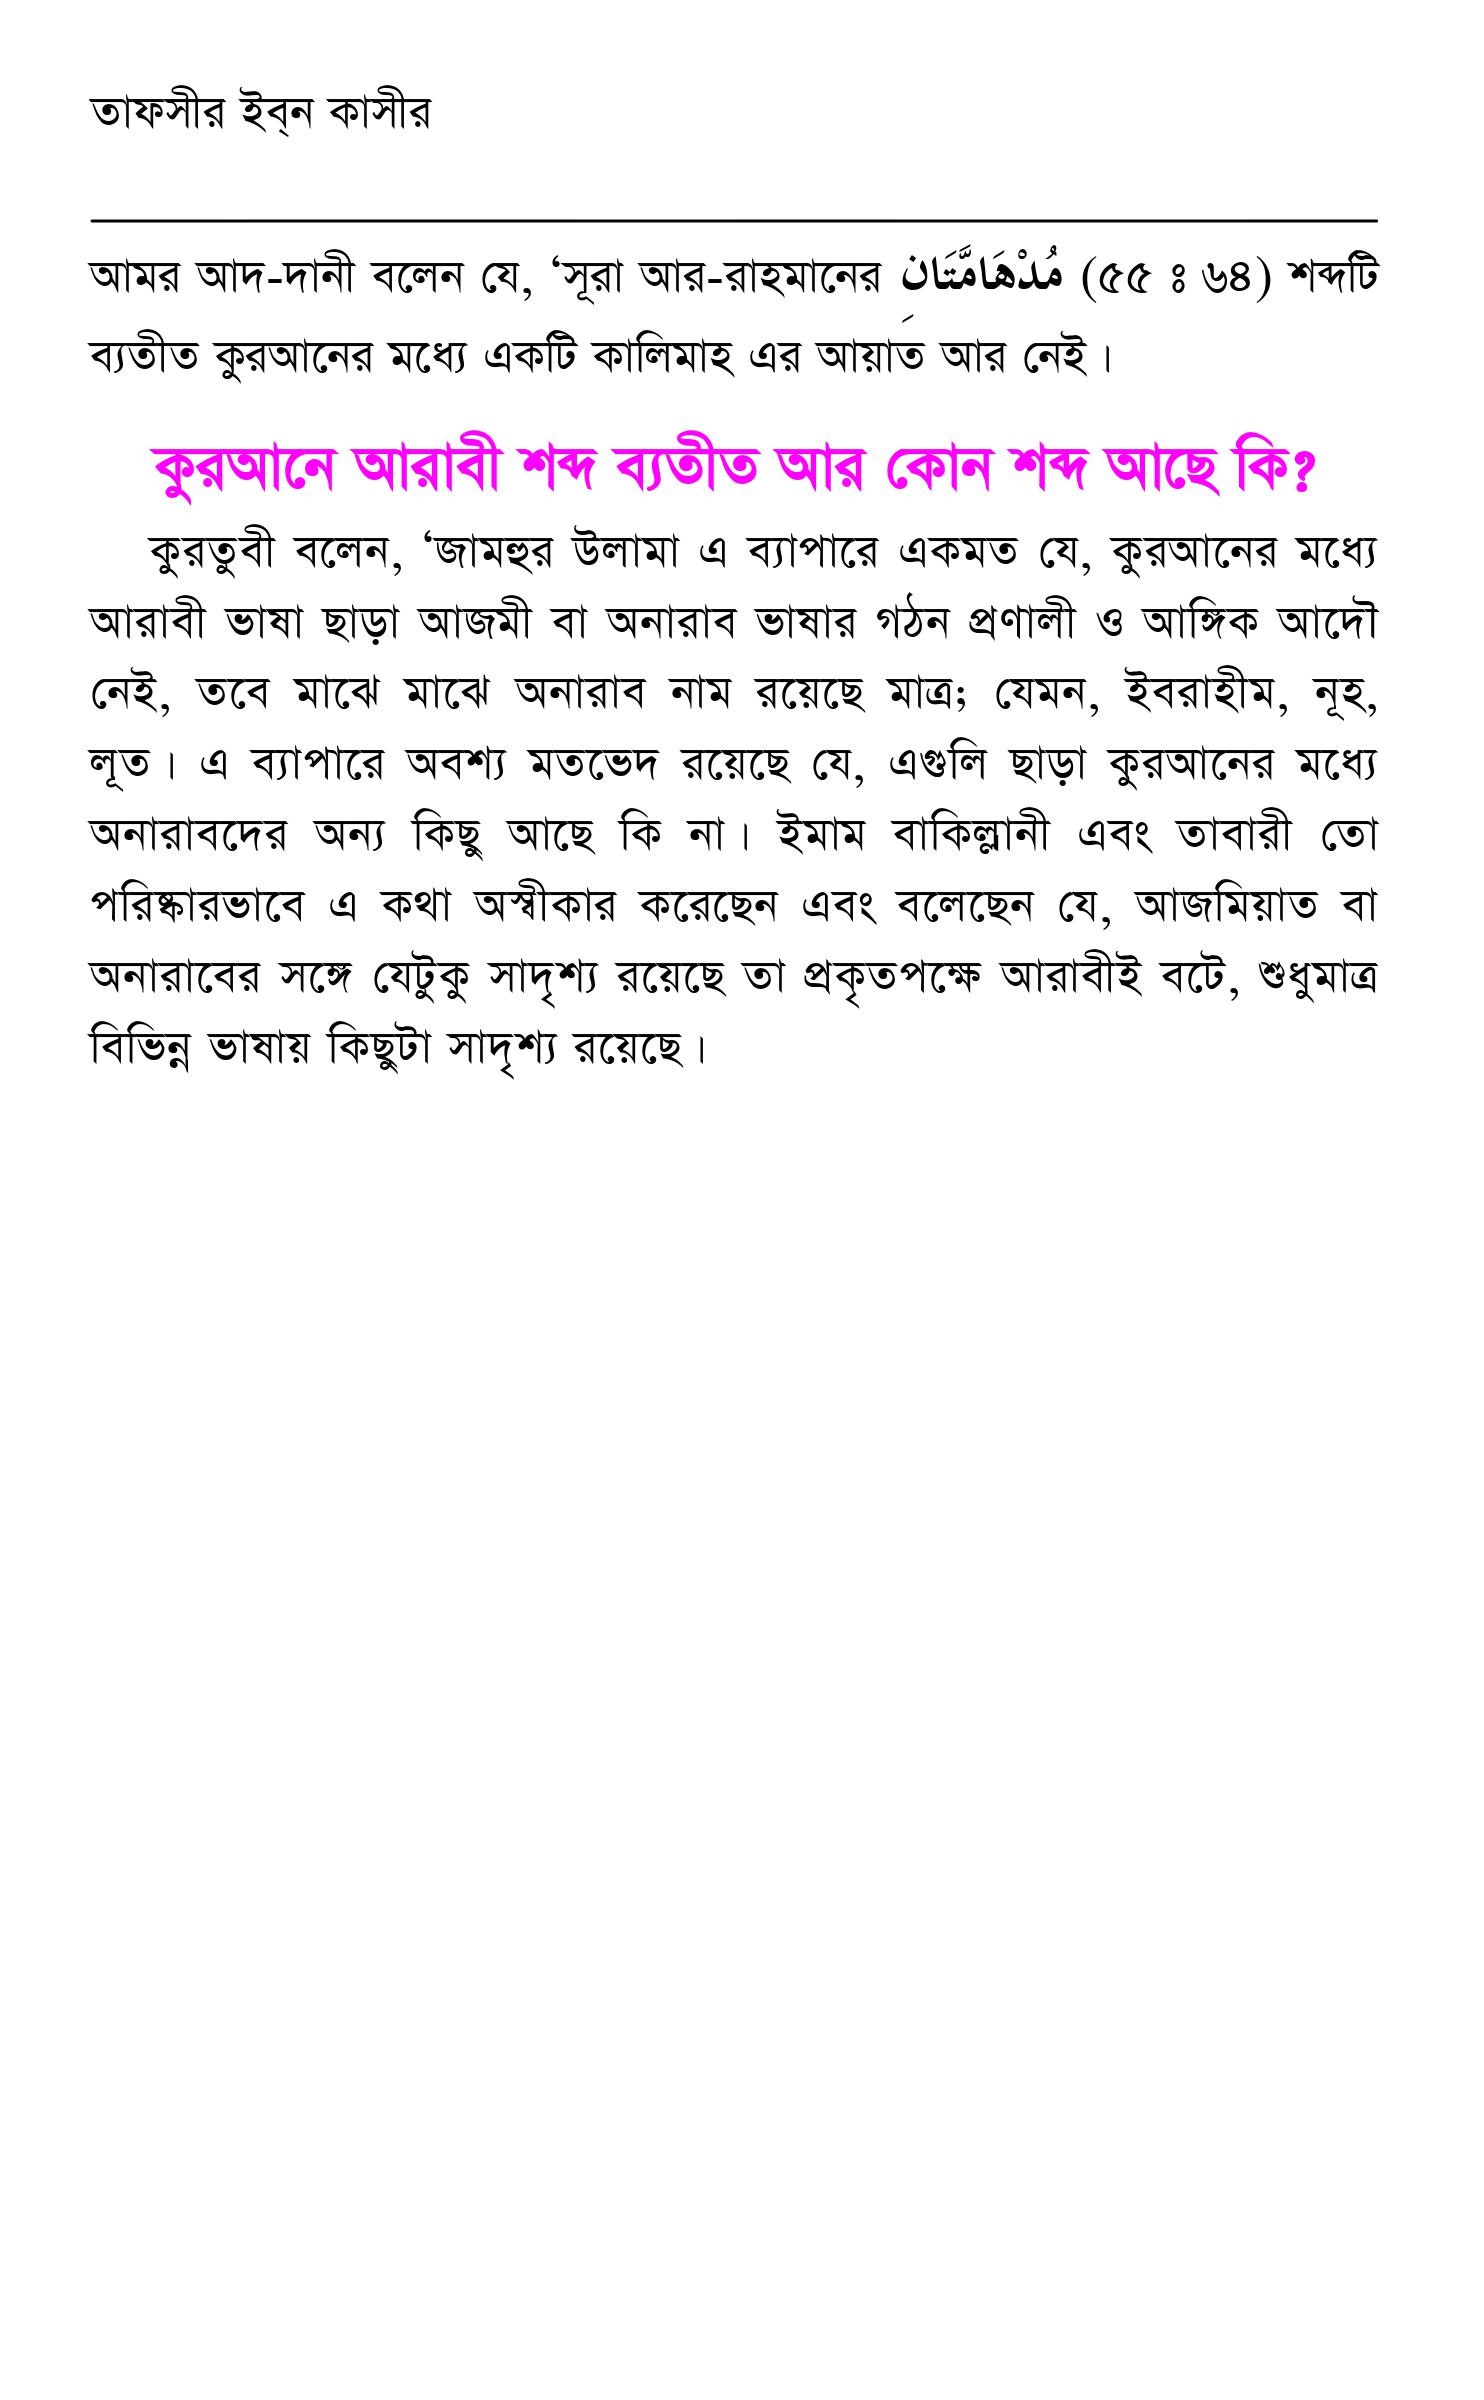 তাফসীর ইব্‌ন কাসীর
আমর আদ-দানী বলেন যে, ‘সূরা আর-রাহমানের مُدْهَامَّتَانِ (৫৫ ঃ ৬৪) শব্দটি
ব্যতীত কুরআনের মধ্যে একটি কালিমাহ এর আয়াত আর নেই।
কুরআনে আরাবী শব্দ ব্যতীত আর কোন শব্দ আছে কি?
কুরতুবী বলেন, ‘জামহুর উলামা এ ব্যাপারে একমত যে, কুরআনের মধ্যে
আরাবী ভাষা ছাড়া আজমী বা অনারাব ভাষার গঠন প্রণালী ও আঙ্গিক আদৌ
নেই, তবে মাঝে মাঝে অনারাব নাম রয়েছে মাত্র; যেমন, ইবরাহীম, নূহ,
লূত। এ ব্যাপারে অবশ্য মতভেদ রয়েছে যে, এগুলি ছাড়া কুরআনের মধ্যে
অনারাবদের অন্য কিছু আছে কি না। ইমাম বাকিল্লানী এবং তাবারী তো
পরিষ্কারভাবে এ কথা অস্বীকার করেছেন এবং বলেছেন যে, আজমিয়াত বা
অনারাবের সঙ্গে যেটুকু সাদৃশ্য রয়েছে তা প্রকৃতপক্ষে আরাবীই বটে, শুধুমাত্র
বিভিন্ন ভাষায় কিছুটা সাদৃশ্য রয়েছে।